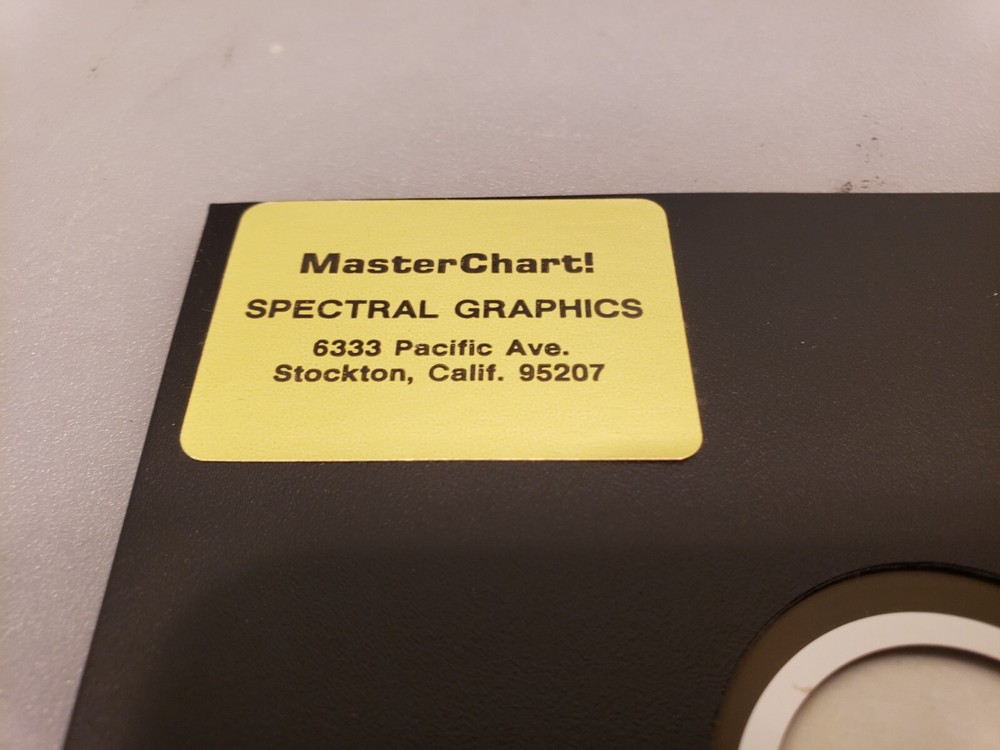 MasterChart!
SPECTRAL GRAPHICS
6333 Pacific Ave.
Stockton, Calif. 95207